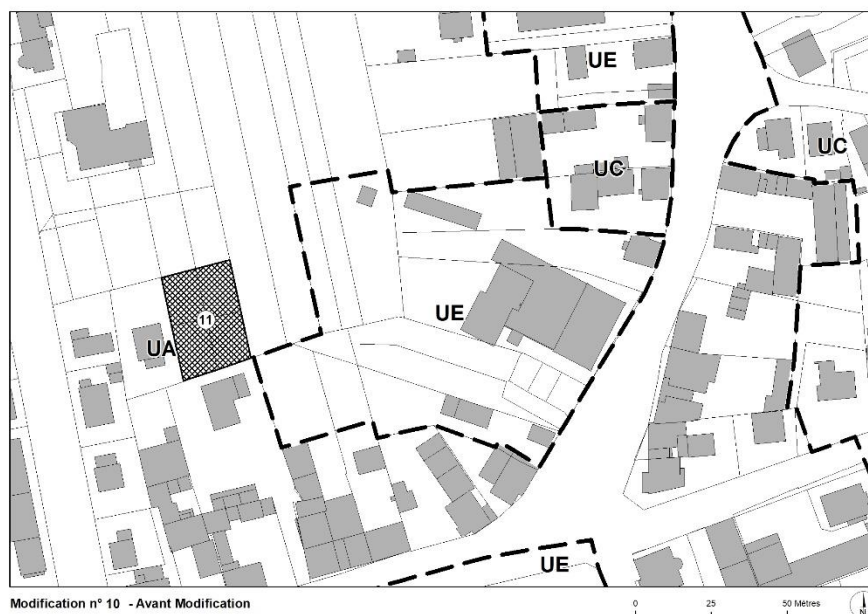 UE
UC
UC
11
UA
UE
UE
Modification n° 10 - Avant Modification
0 25 50 Mètres
N